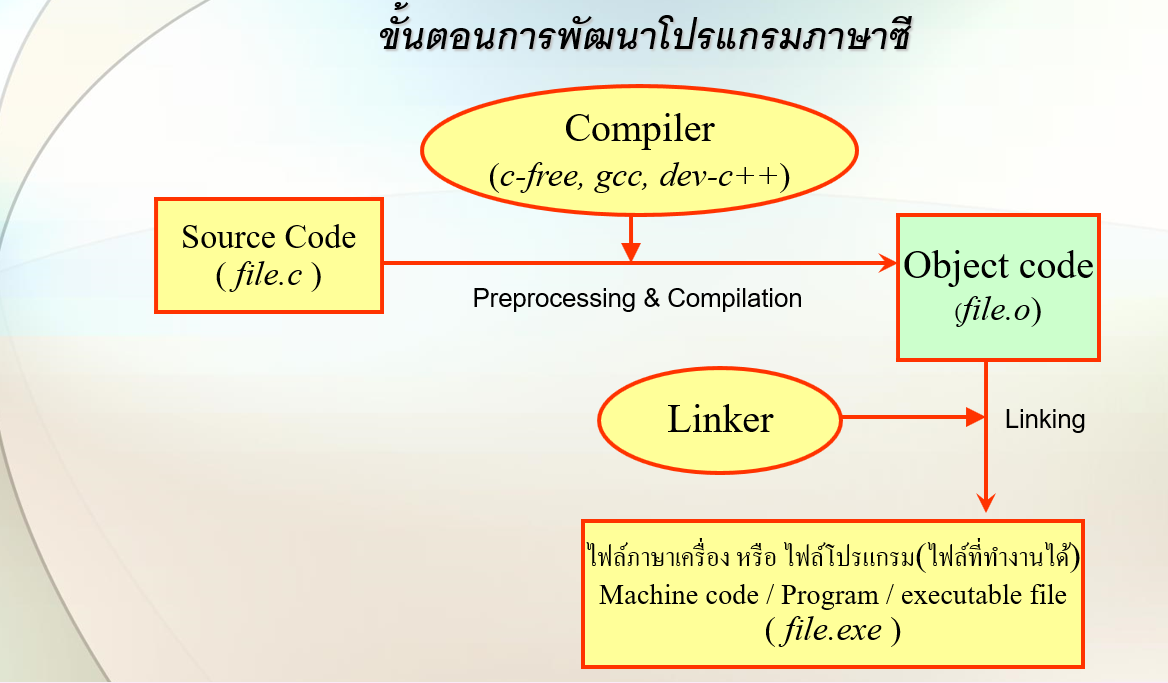 ขั้นตอนการพัฒนาโปรแกรมภาษาซี
Compiler
(c-free, gcc, dev-c++)
Source Code
( file.c )
Preprocessing & Compilation
Object code
(file.o)
Linker
Linking
ไฟล์ภาษาเครื่อง หรือ ไฟล์โปรแกรม(ไฟล์ที่ทำงานได้)
Machine code / Program / executable file
( file.exe )